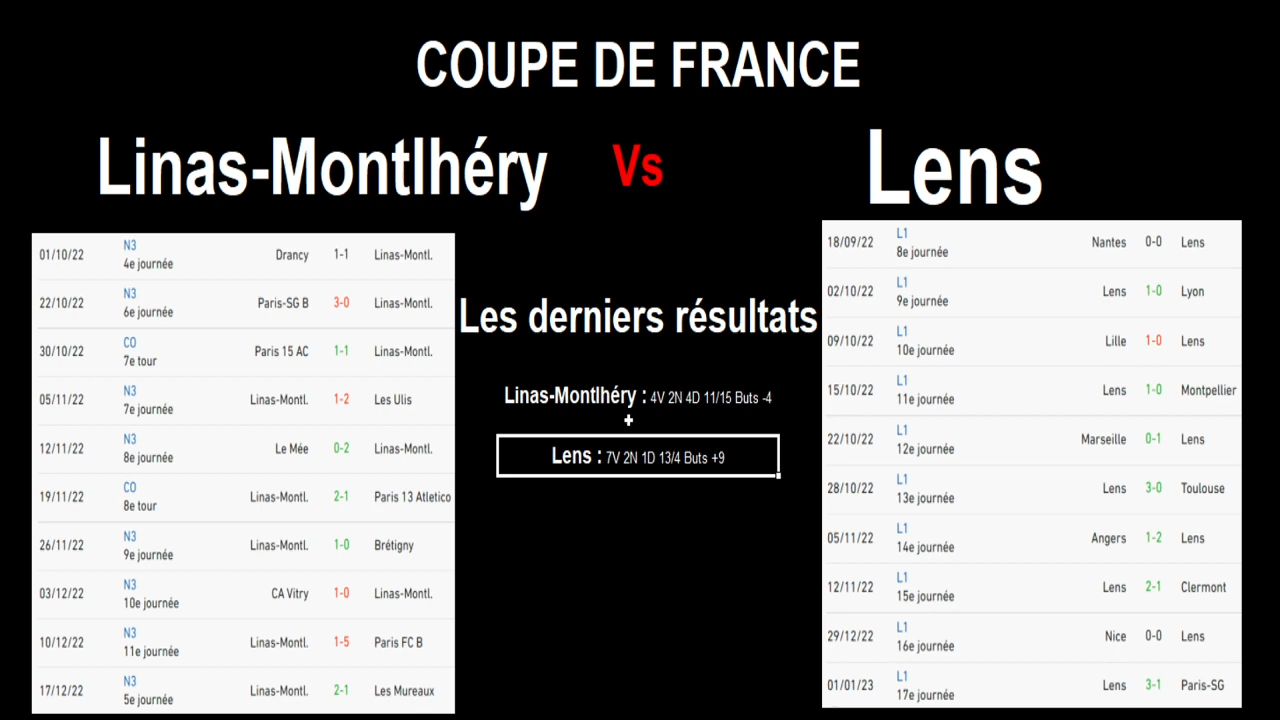 COUPE DE FRANCE
Linas-Montlhéry Vs Lens
01/10/22 N3 4e journée Drancy 1-1 Linas-Montl.
22/10/22 N3 6e journée Paris-SG B 3-0 Linas-Montl.
30/10/22 CO 7e tour Paris 15 AC 1-1 Linas-Montl.
05/11/22 N3 7e journée Linas-Montl. 1-2 Les Ulis
12/11/22 N3 8e journée Le Mée 0-2 Linas-Montl.
19/11/22 CO 8e tour Linas-Montl. 2-1 Paris 13 Atletico
26/11/22 N3 9e journée Linas-Montl. 1-0 Brétigny
03/12/22 N3 10e journée CA Vitry 1-0 Linas-Montl.
10/12/22 N3 11e journée Linas-Montl. 1-5 Paris FC B
17/12/22 N3 5e journée Linas-Montl. 2-1 Les Mureaux
Les derniers résultats
Linas-Montlhéry : 4V 2N 4D 11/15 Buts -4
Lens : 7V 2N 1D 13/4 Buts +9
18/09/22 L1 8e journée Nantes 0-0 Lens
02/10/22 L1 9e journée Lens 1-0 Lyon
09/10/22 L1 10e journée Lille 1-0 Lens
15/10/22 L1 11e journée Lens 1-0 Montpellier
22/10/22 L1 12e journée Marseille 0-1 Lens
28/10/22 L1 13e journée Lens 3-0 Toulouse
05/11/22 L1 14e journée Angers 1-2 Lens
12/11/22 L1 15e journée Lens 2-1 Clermont
29/12/22 L1 16e journée Nice 0-0 Lens
01/01/23 L1 17e journée Lens 3-1 Paris-SG